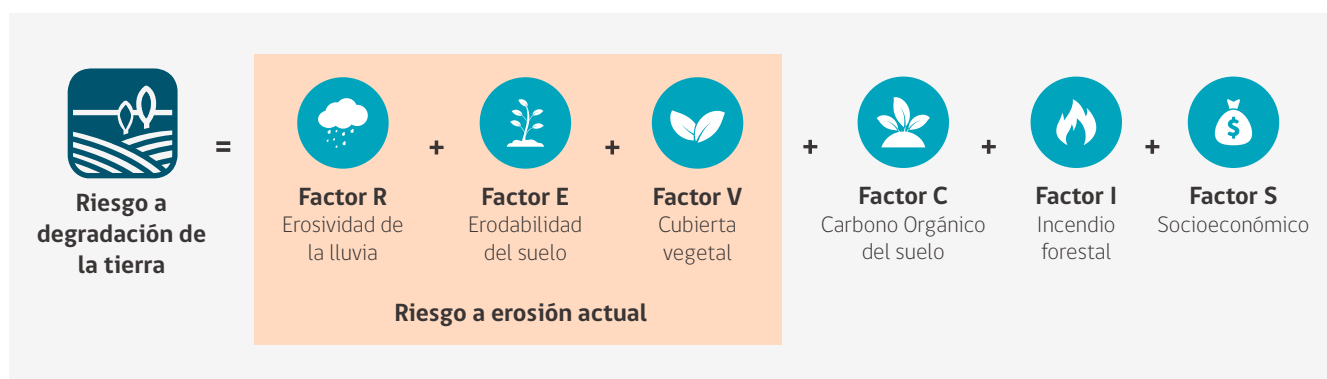 Riesgo a
degradación de
la tierra
=
Factor R
Erosividad de
la lluvia
+
Factor E
Erodabilidad
del suelo
+
Factor V
Cubierta
vegetal
Riesgo a erosión actual
+
Factor C
Carbono Orgánico
del suelo
+
Factor I
Incendio
forestal
+
$
Factor S
Socioeconómico